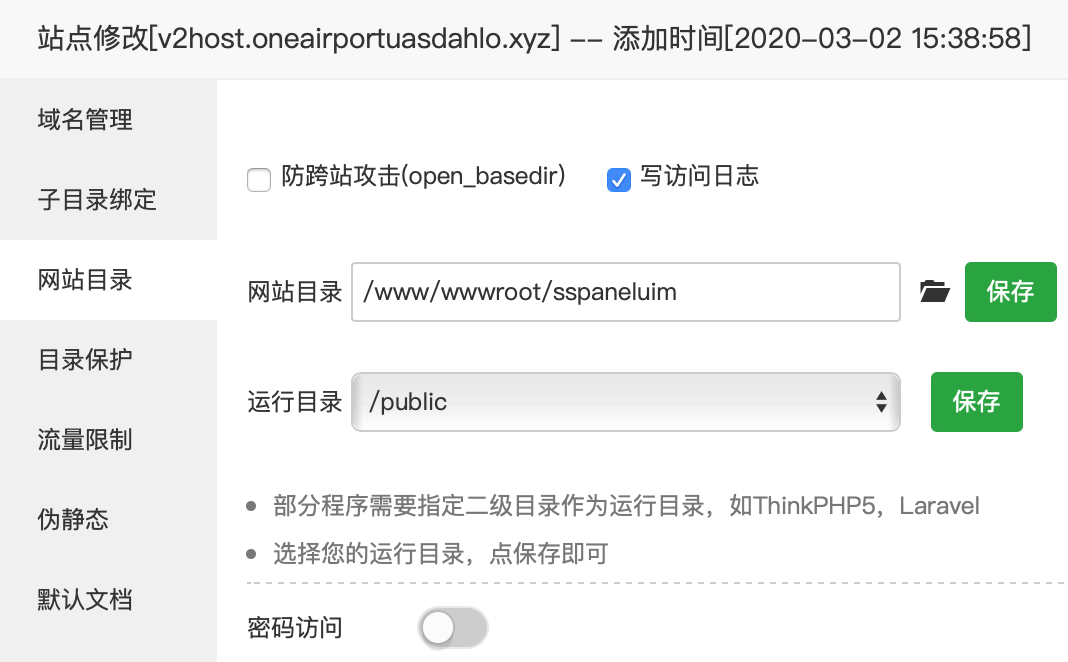 站点修改[v2host.oneairportuasdahlo.xyz] -- 添加时间[2020-03-02 15:38:58]
域名管理
子目录绑定
网站目录
目录保护
流量限制
伪静态
默认文档
防跨站攻击(open_basedir) 写访问日志
网站目录 /www/wwwroot/sspaneluim 保存
运行目录 /public 保存
部分程序需要指定二级目录作为运行目录，如ThinkPHP5，Laravel
选择您的运行目录，点保存即可
密码访问